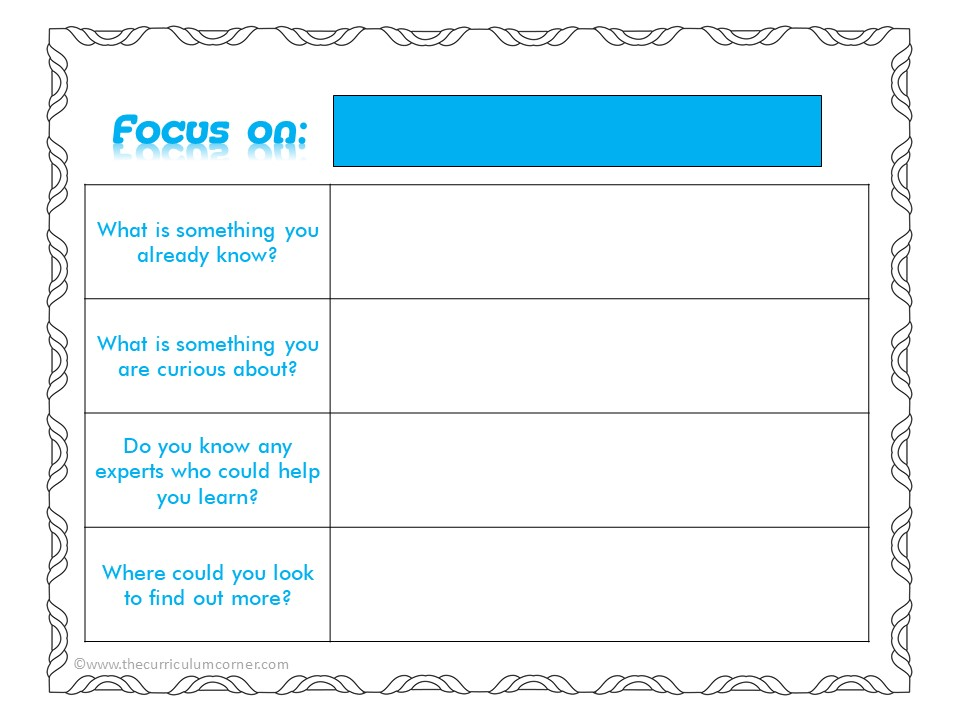 Focus on:
What is something you
already know?
What is something you
are curious about?
Do you know any
experts who could help
you learn?
Where could you look
to find out more?
©www.thecurriculumcorner.com